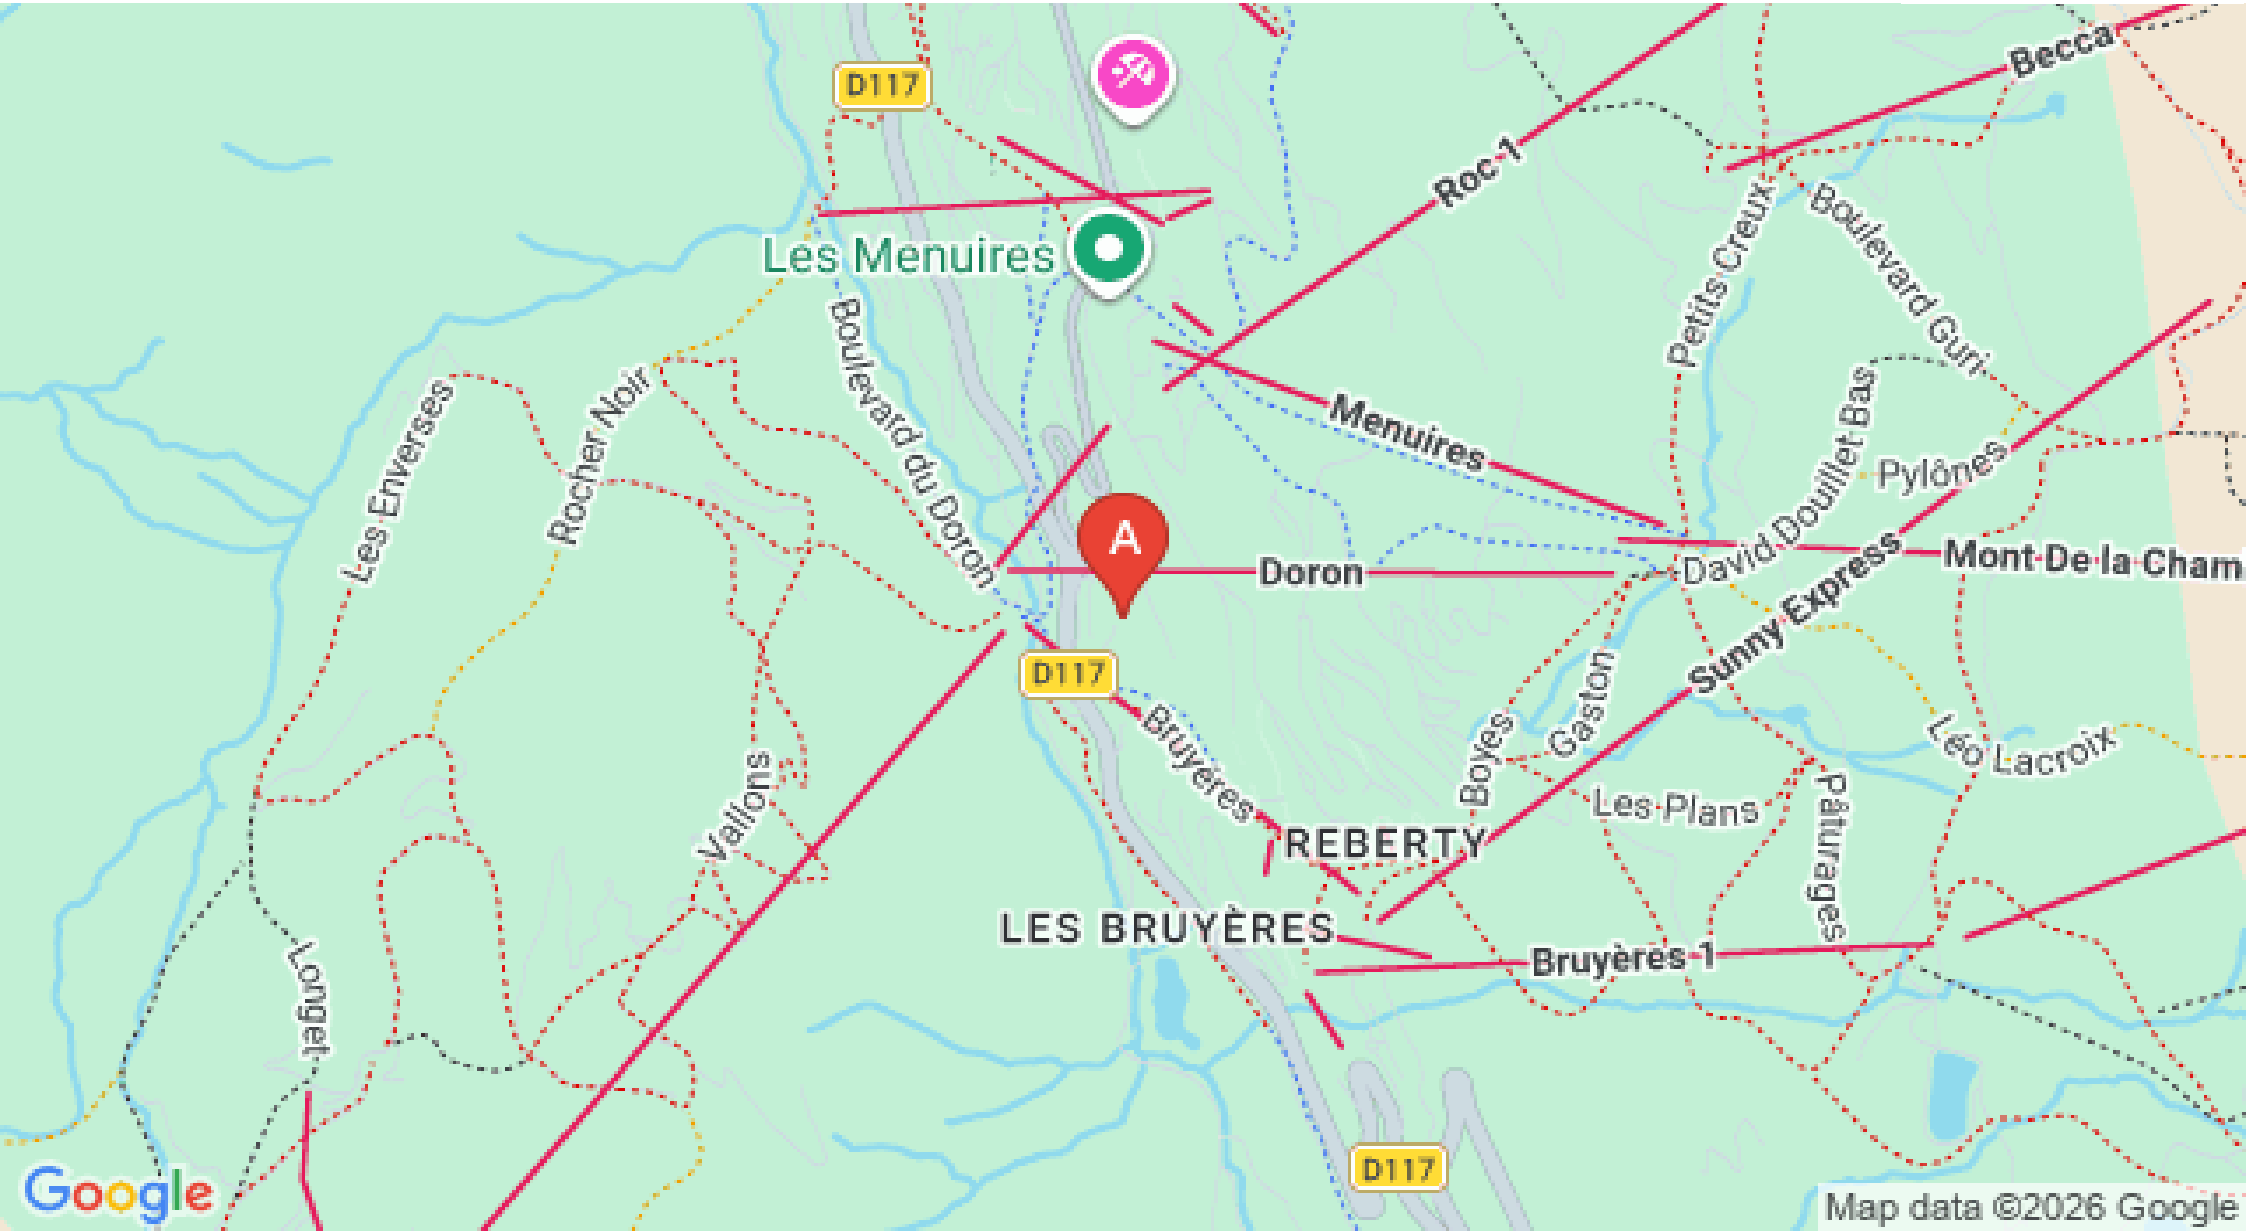 Becca
D117
Roc 1
Les Menuires
Petits Creux
Boulevard Guri
Boulevard du Doron
Les Enverses
Rocher Noir
Menuires
David Douillet Bas
Pylônes
A
Doron
Mont De la Cham
Sunny Express
D117
Bruyères
Gaston
Boyes
Léo Lacroix
Les Plans
Pâturages
Vallons
REBERTY
LES BRUYÈRES
Bruyères 1
Longet
D117
Google
Map data ©2026 Google